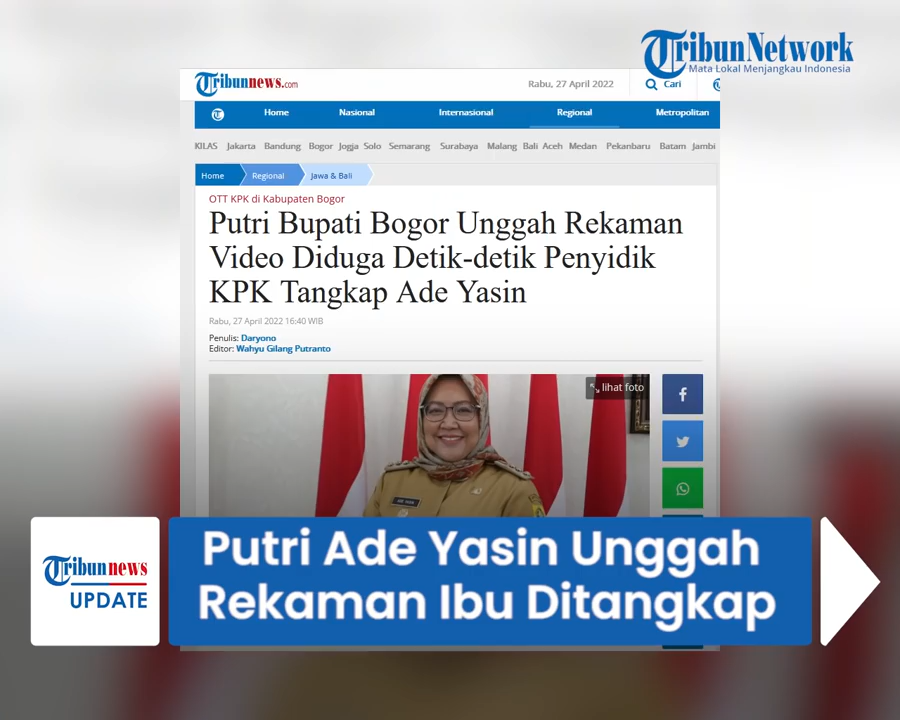 TribunNetwork
Mata Lokal Menjangkau Indonesia
Tribunnews.com
Rabu, 27 April 2022
Cari
Home Nasional Internasional Regional Metropolitan
KILAS Jakarta Bandung Bogor Jogja Solo Semarang Surabaya Malang Bali Aceh Medan Pekanbaru Batam Jambi
Home Regional Jawa & Bali
OTT KPK di Kabupaten Bogor
Putri Bupati Bogor Unggah Rekaman
Video Diduga Detik-detik Penyidik
KPK Tangkap Ade Yasin
Rabu, 27 April 2022 16:40 WIB
Penulis: Daryono
Editor: Wahyu Gilang Putranto
lihat foto
Tribunnews
UPDATE
Putri Ade Yasin Unggah
Rekaman Ibu Ditangkap